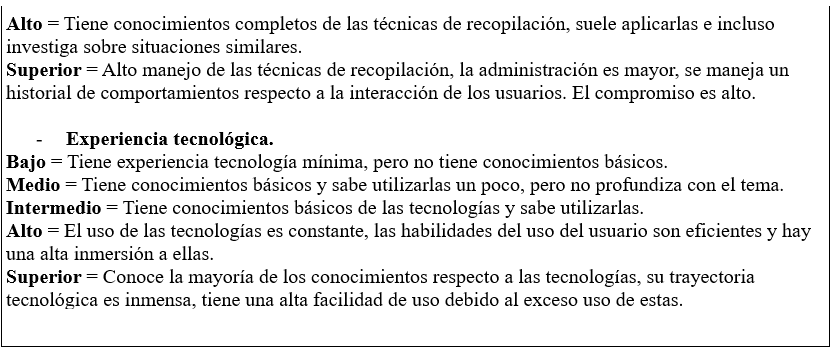 Alto = Tiene conocimientos completos de las técnicas de recopilación, suele aplicarlas e incluso
investiga sobre situaciones similares.
Superior = Alto manejo de las técnicas de recopilación, la administración es mayor, se maneja un
historial de comportamientos respecto a la interacción de los usuarios. El compromiso es alto.
- Experiencia tecnológica.
Bajo = Tiene experiencia tecnología mínima, pero no tiene conocimientos básicos.
Medio = Tiene conocimientos básicos y sabe utilizarlas un poco, pero no profundiza con el tema.
Intermedio = Tiene conocimientos básicos de las tecnologías y sabe utilizarlas.
Alto = El uso de las tecnologías es constante, las habilidades del uso del usuario son eficientes y hay
una alta inmersión a ellas.
Superior = Conoce la mayoría de los conocimientos respecto a las tecnologías, su trayectoria
tecnológica es inmensa, tiene una alta facilidad de uso debido al exceso uso de estas.